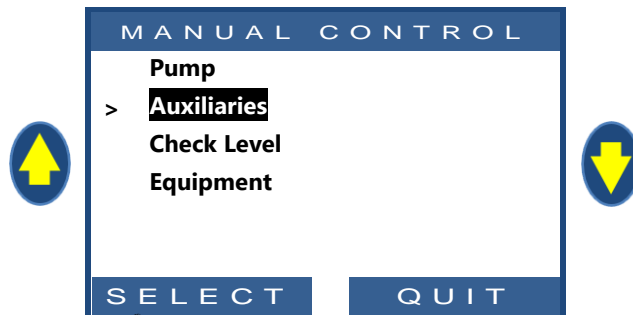 MANUAL CONTROL
Pump
> Auxiliaries
Check Level
Equipment
SELECT QUIT